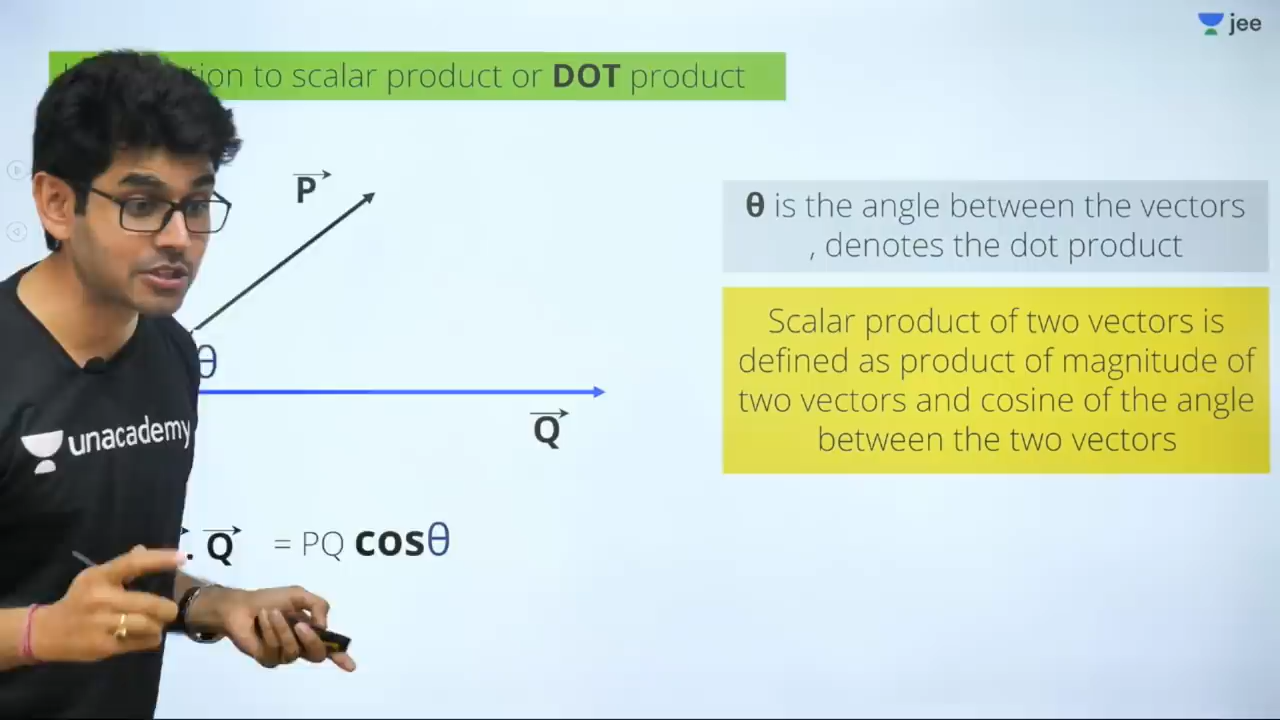 jee
tion to scalar product or DOT product
P
θ is the angle between the vectors
, denotes the dot product
Scalar product of two vectors is
defined as product of magnitude of
two vectors and cosine of the angle
between the two vectors
θ
Q
unacademy
. Q = PQ cosθ